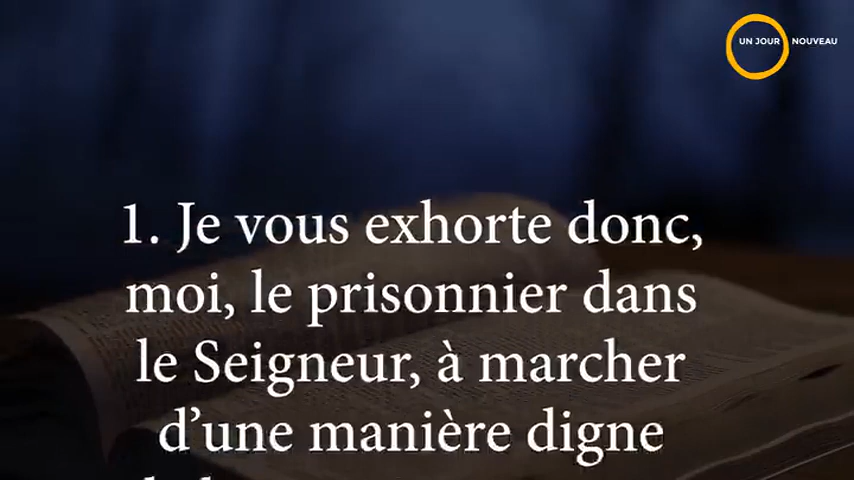 UN JOUR NOUVEAU
1. Je vous exhorte donc,
moi, le prisonnier dans
le Seigneur, à marcher
d’une manière digne